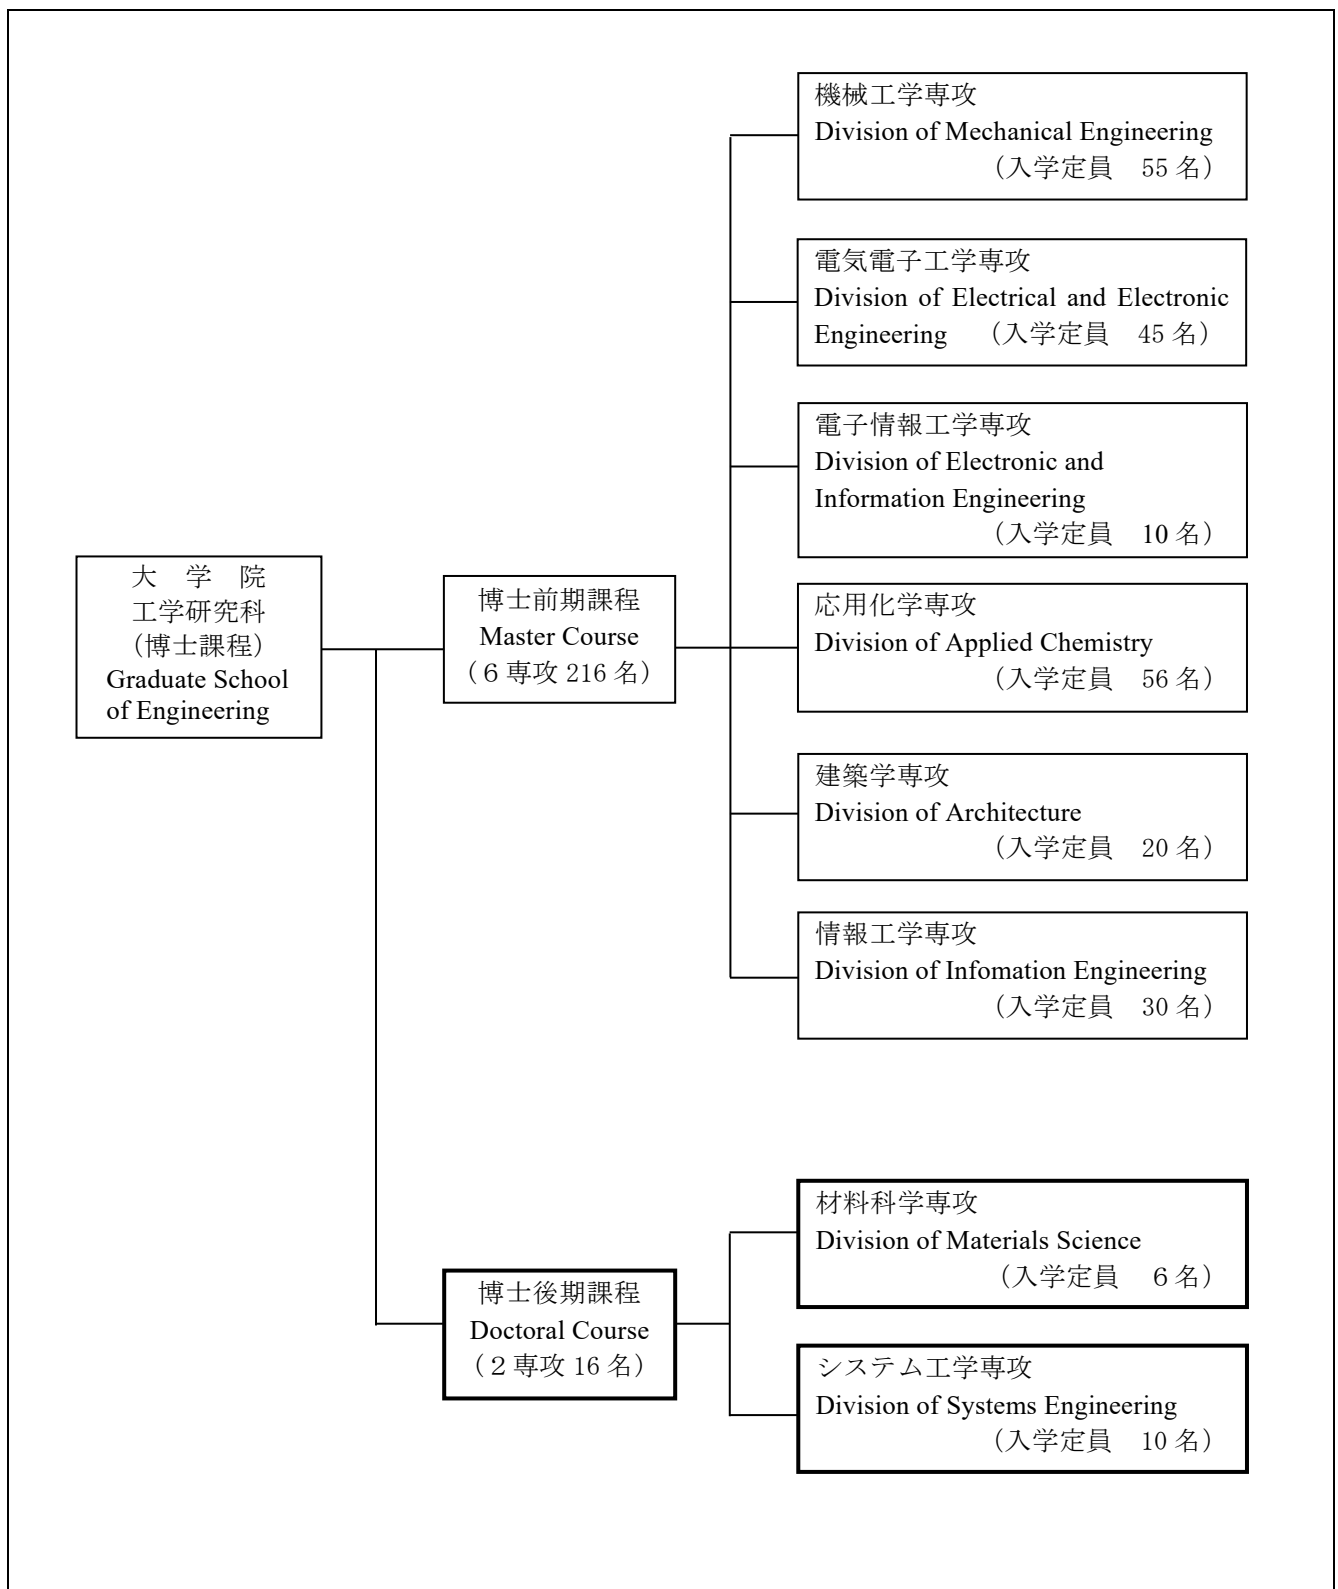 大　学　院
工学研究科
（博士課程）
Graduate School
of Engineering
博士前期課程
Master Course
（６専攻 216 名）
機械工学専攻
Division of Mechanical Engineering
（入学定員　55 名）
電気電子工学専攻
Division of Electrical and Electronic
Engineering　（入学定員　45 名）
電子情報工学専攻
Division of Electronic and
Information Engineering
（入学定員　10 名）
応用化学専攻
Division of Applied Chemistry
（入学定員　56 名）
建築学専攻
Division of Architecture
（入学定員　20 名）
情報工学専攻
Division of Infomation Engineering
（入学定員　30 名）
博士後期課程
Doctoral Course
（２専攻 16 名）
材料科学専攻
Division of Materials Science
（入学定員　６名）
システム工学専攻
Division of Systems Engineering
（入学定員　10 名）